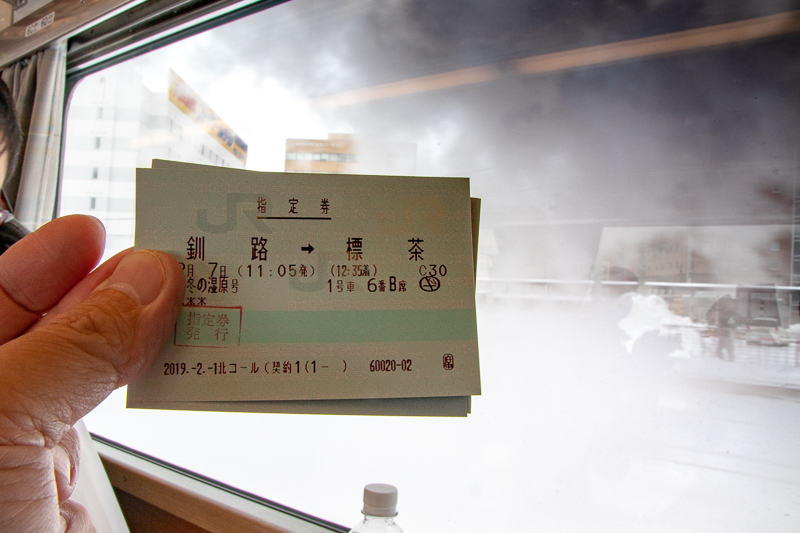 指定券
釧路 → 標茶
月 7日 (11:05発) (12:35着) C30
冬の湿原号 1号車 6番B席
指定券
発行
2019.-2.-1北コール(契約1(1- ) 60020-02